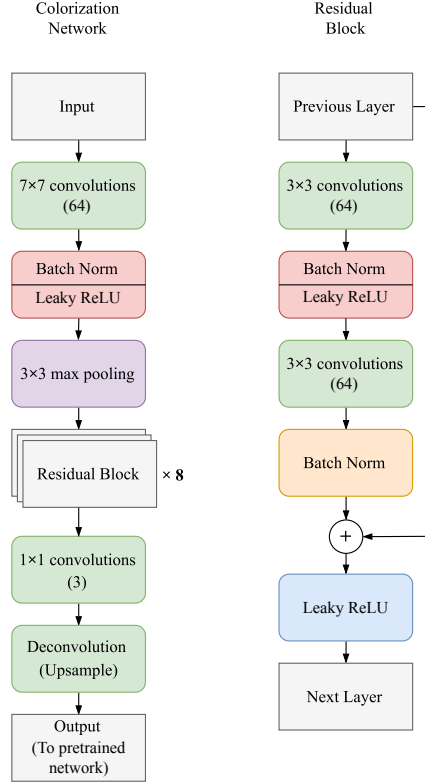 Colorization
Network
Input
7×7 convolutions
(64)
Batch Norm
Leaky ReLU
3×3 max pooling
Residual Block
× 8
1×1 convolutions
(3)
Deconvolution
(Upsample)
Output
(To pretrained
network)
Residual
Block
Previous Layer
3×3 convolutions
(64)
Batch Norm
Leaky ReLU
3×3 convolutions
(64)
Batch Norm
+
Leaky ReLU
Next Layer